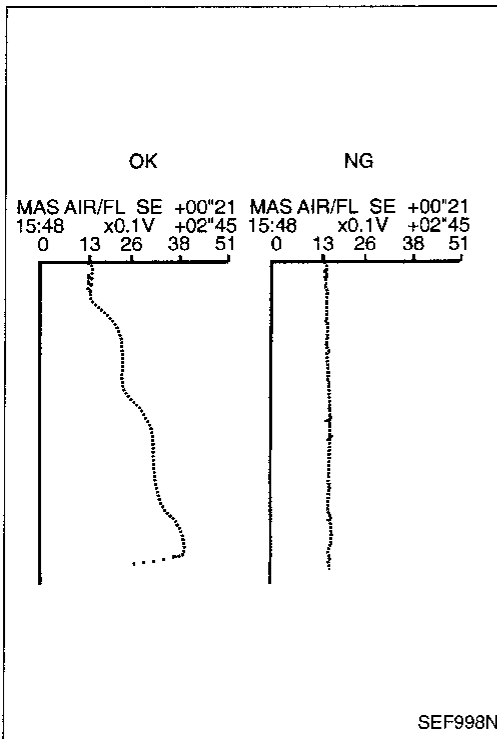 OK
MAS AIR/FL SE +00"21
15:48 x0.1V +02"45
0 13 26 38 51
NG
MAS AIR/FL SE +00"21
15:48 x0.1V +02"45
0 13 26 38 51
SEF998N